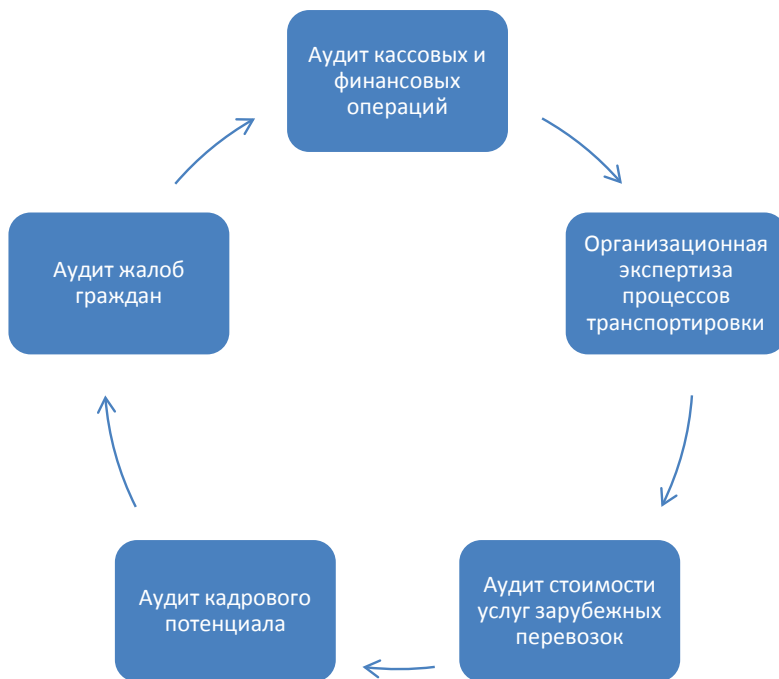 Аудит кассовых и
финансовых
операций
Организационная
экспертиза
процессов
транспортировки
Аудит стоимости
услуг зарубежных
перевозок
Аудит кадрового
потенциала
Аудит жалоб
граждан